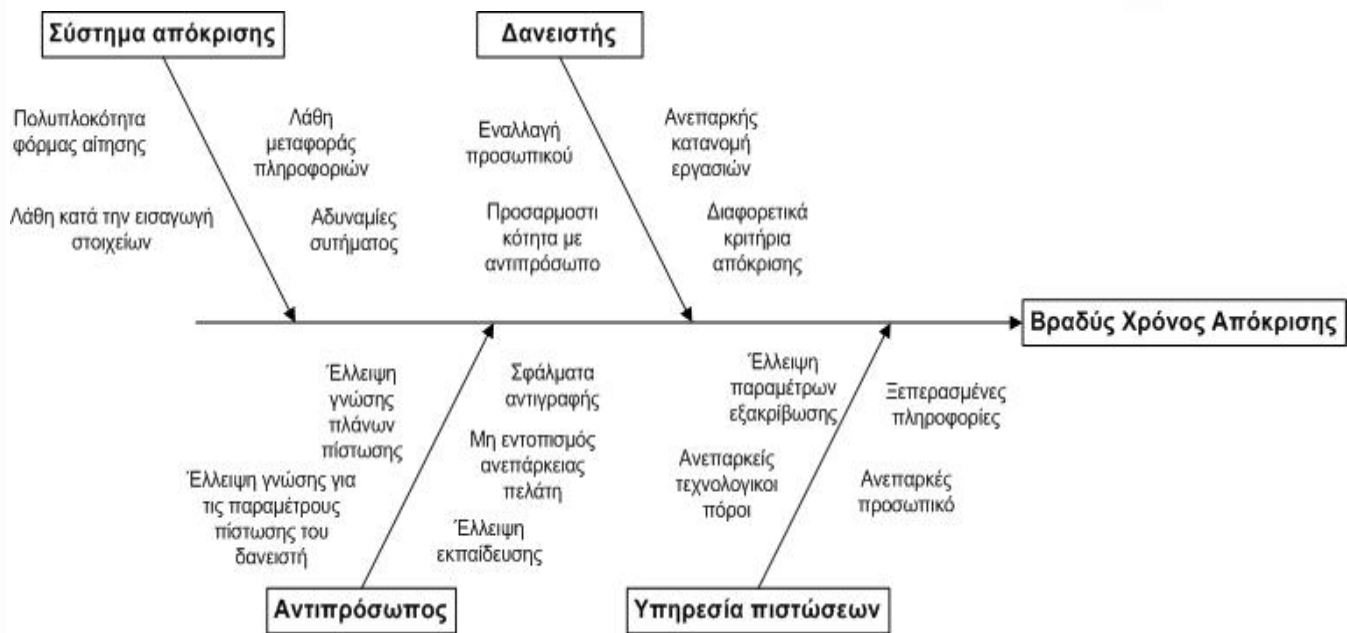 Σύστημα απόκρισης
Δανειστής
Πολυπλοκότητα
φόρμας αίτησης
Λάθη
μεταφοράς
πληροφοριών
Εναλλαγή
προσωπικού
Ανεπαρκής
κατανομή
εργασιών
Λάθη κατά την εισαγωγή
στοιχείων
Αδυναμίες
συτήματος
Προσαρμοστι
κότητα με
αντιπρόσωπο
Διαφορετικά
κριτήρια
απόκρισης
Βραδύς Χρόνος Απόκρισης
Έλλειψη
γνώσης
πλάνων
πίστωσης
Σφάλματα
αντιγραφής
Έλλειψη
παραμέτρων
εξακρίβωσης
Ξεπερασμένες
πληροφορίες
Έλλειψη γνώσης για
τις παραμέτρους
πίστωσης του
δανειστή
Μη εντοπισμός
ανεπάρκειας
πελάτη
Έλλειψη
εκπαίδευσης
Ανεπαρκείς
τεχνολογικοι
πόροι
Ανεπαρκές
προσωπικό
Αντιπρόσωπος
Υπηρεσία πιστώσεων